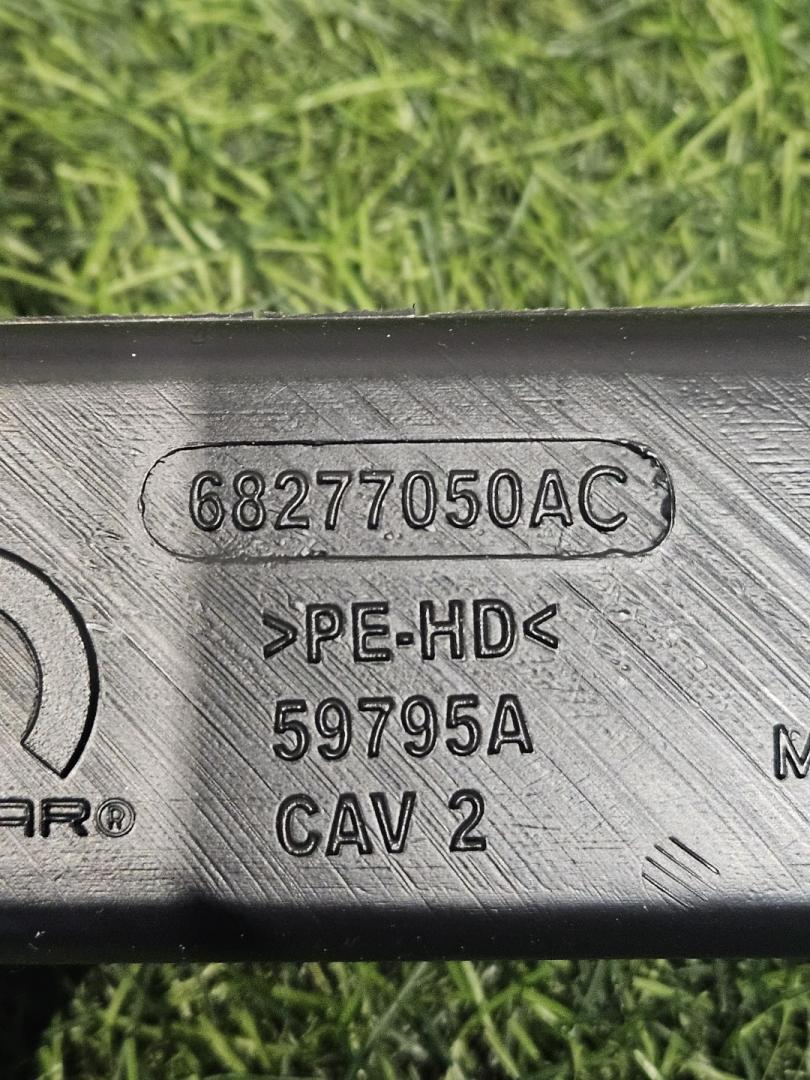 68277050AC
>PE-HD<
59795A
CAV 2
AR®
M